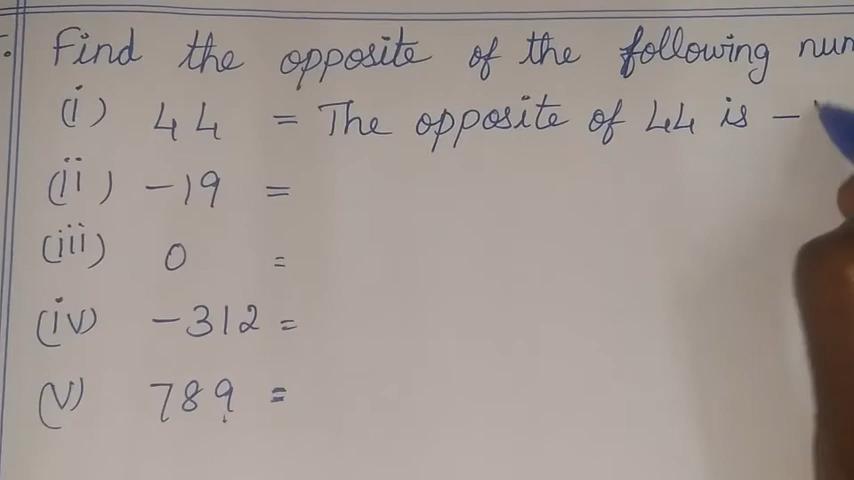 Find the opposite of the following
(i) 44 = The opposite of 44 is -
(ii) -19 =
(iii) 0 =
(iv) -312 =
(v) 789 =